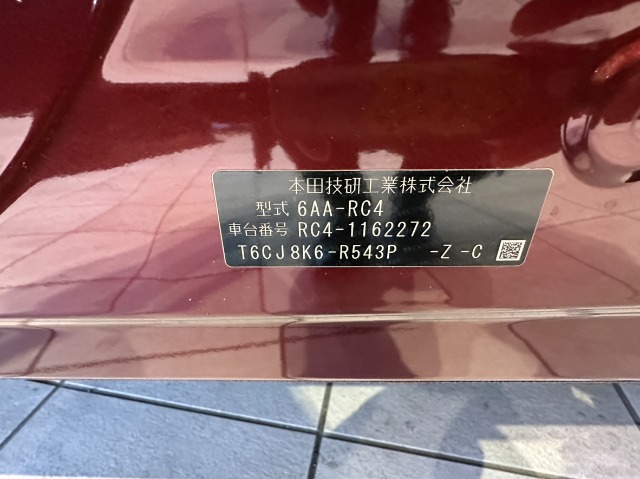 本田技研工業株式会社
型式 6AA-RC4
車台番号 RC4-1162272
T6CJ8K6-R543P -Z-C